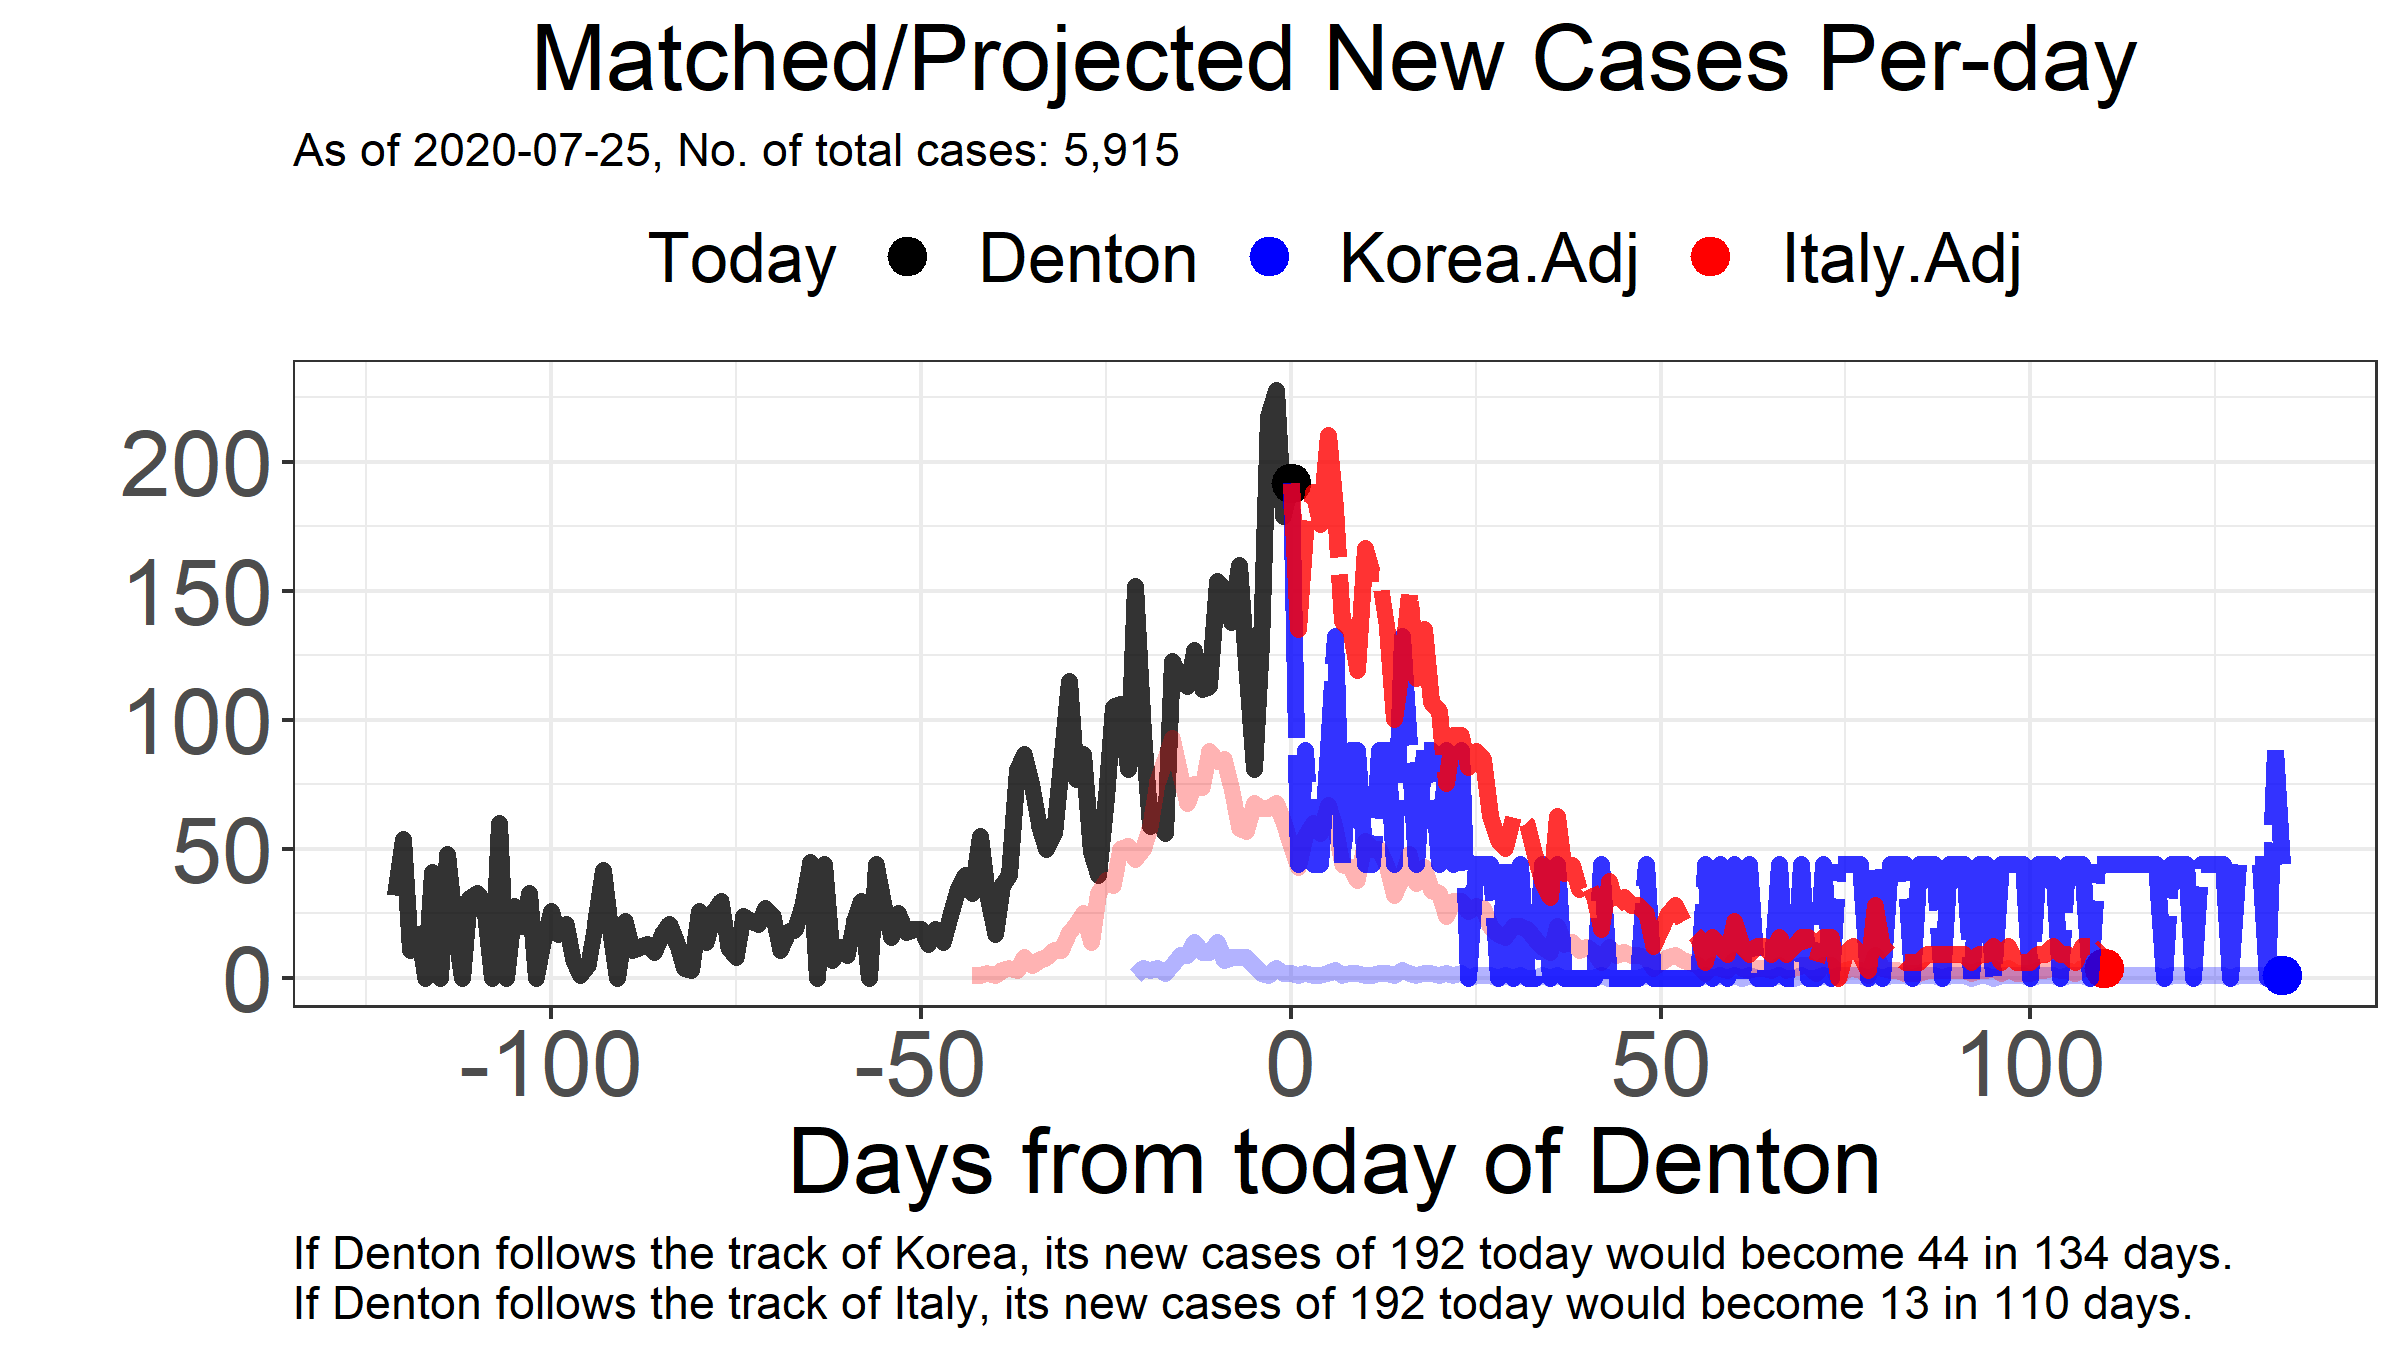 Matched/Projected New Cases Per-day
As of 2020-07-25, No. of total cases: 5,915
Today Denton Korea.Adj Italy.Adj
200
150
100
50
0
-100 -50 0 50 100
Days from today of Denton
If Denton follows the track of Korea, its new cases of 192 today would become 44 in 134 days.
If Denton follows the track of Italy, its new cases of 192 today would become 13 in 110 days.